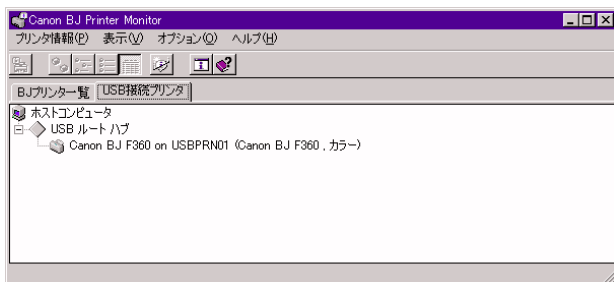 Canon BJ Printer Monitor
プリンタ情報(P) 表示(V) オプション(O) ヘルプ(H)
BJプリンタ一覧 USB接続プリンタ
ホストコンピュータ
USB ルート ハブ
Canon BJ F360 on USBPRN01 (Canon BJ F360 , カラー)